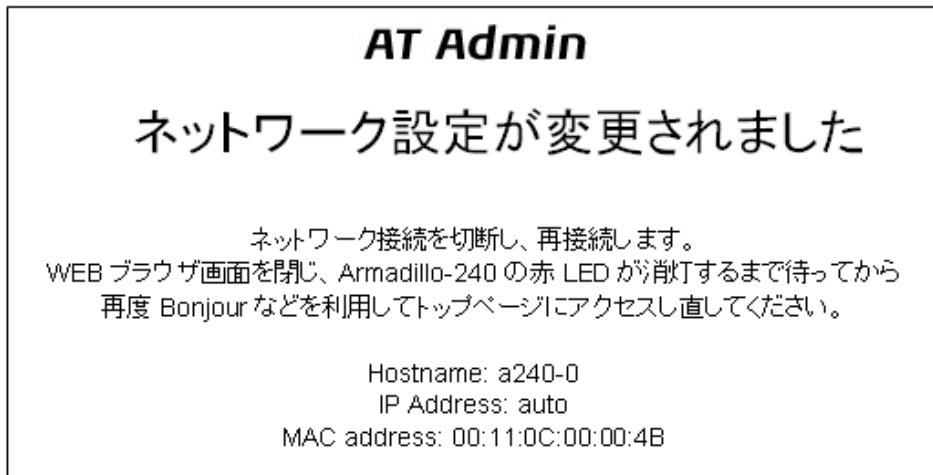 AT Admin
ネットワーク設定が変更されました
ネットワーク接続を切断し、再接続します。
WEB ブラウザ画面を閉じ、Armadillo-240 の赤 LED が消灯するまで待ってから
再度 Bonjour などを利用してトップページにアクセスし直してください。
Hostname: a240-0
IP Address: auto
MAC address: 00:11:0C:00:00:4B